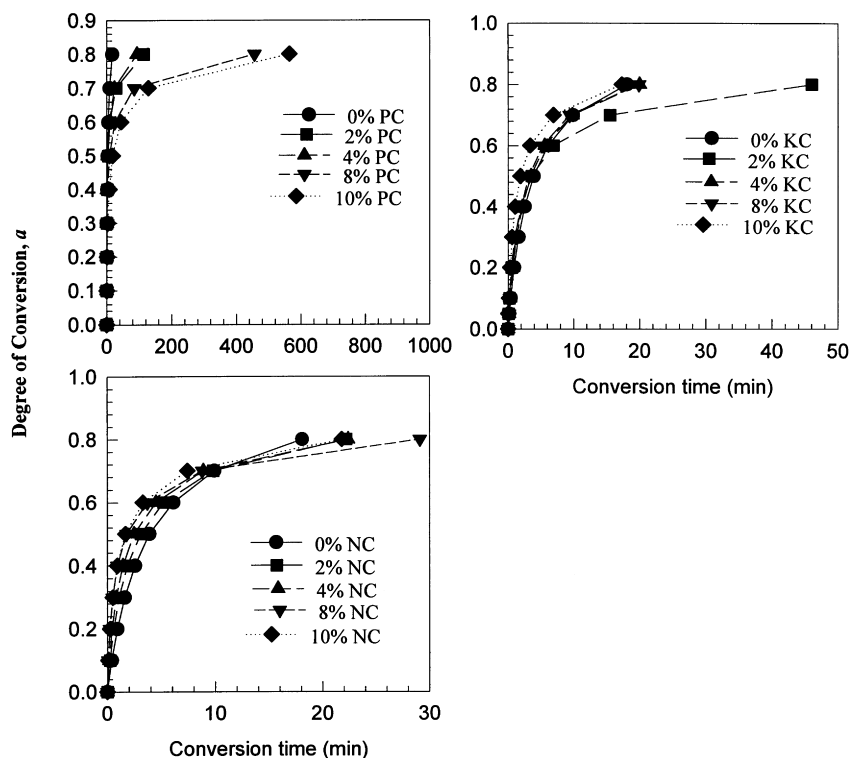 Degree of Conversion, a
0.9
0.8
0.7
0.6
0.5
0.4
0.3
0.2
0.1
0.0
0% PC
2% PC
4% PC
8% PC
10% PC
0 200 400 600 800 1000
1.0
0.8
0.6
0.4
0.2
0.0
0% KC
2% KC
4% KC
8% KC
10% KC
0 10 20 30 40 50
Conversion time (min)
1.0
0.8
0.6
0.4
0.2
0.0
0% NC
2% NC
4% NC
8% NC
10% NC
0 10 20 30
Conversion time (min)